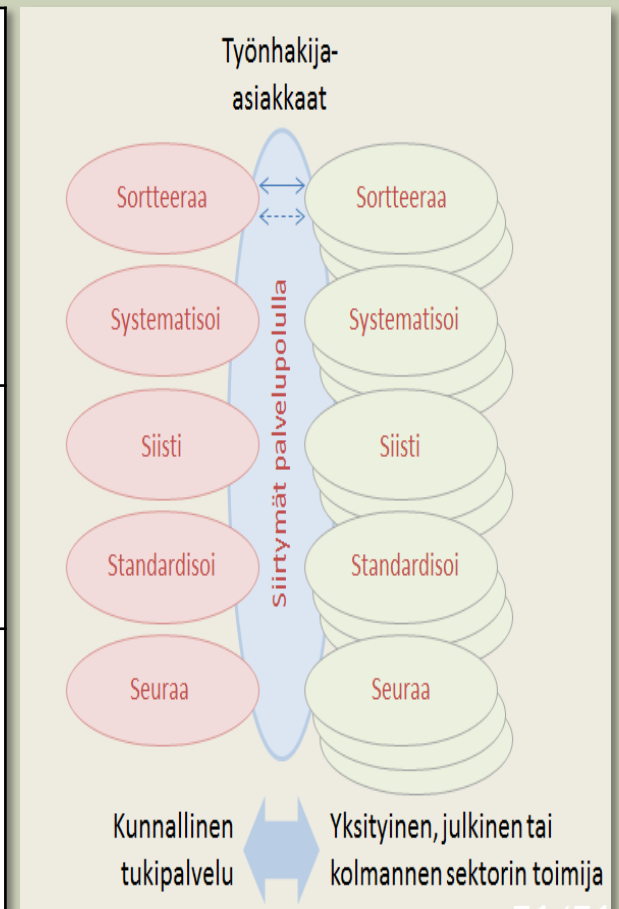 Työnhakija-
asiakkaat
Sortteeraa
Sortteeraa
Systematisoi
Systematisoi
Siirtymät palvelupolulla
Siisti
Siisti
Standardisoi
Standardisoi
Seuraa
Seuraa
Kunnallinen
tukipalvelu
Yksityinen, julkinen tai
kolmannen sektorin toimija